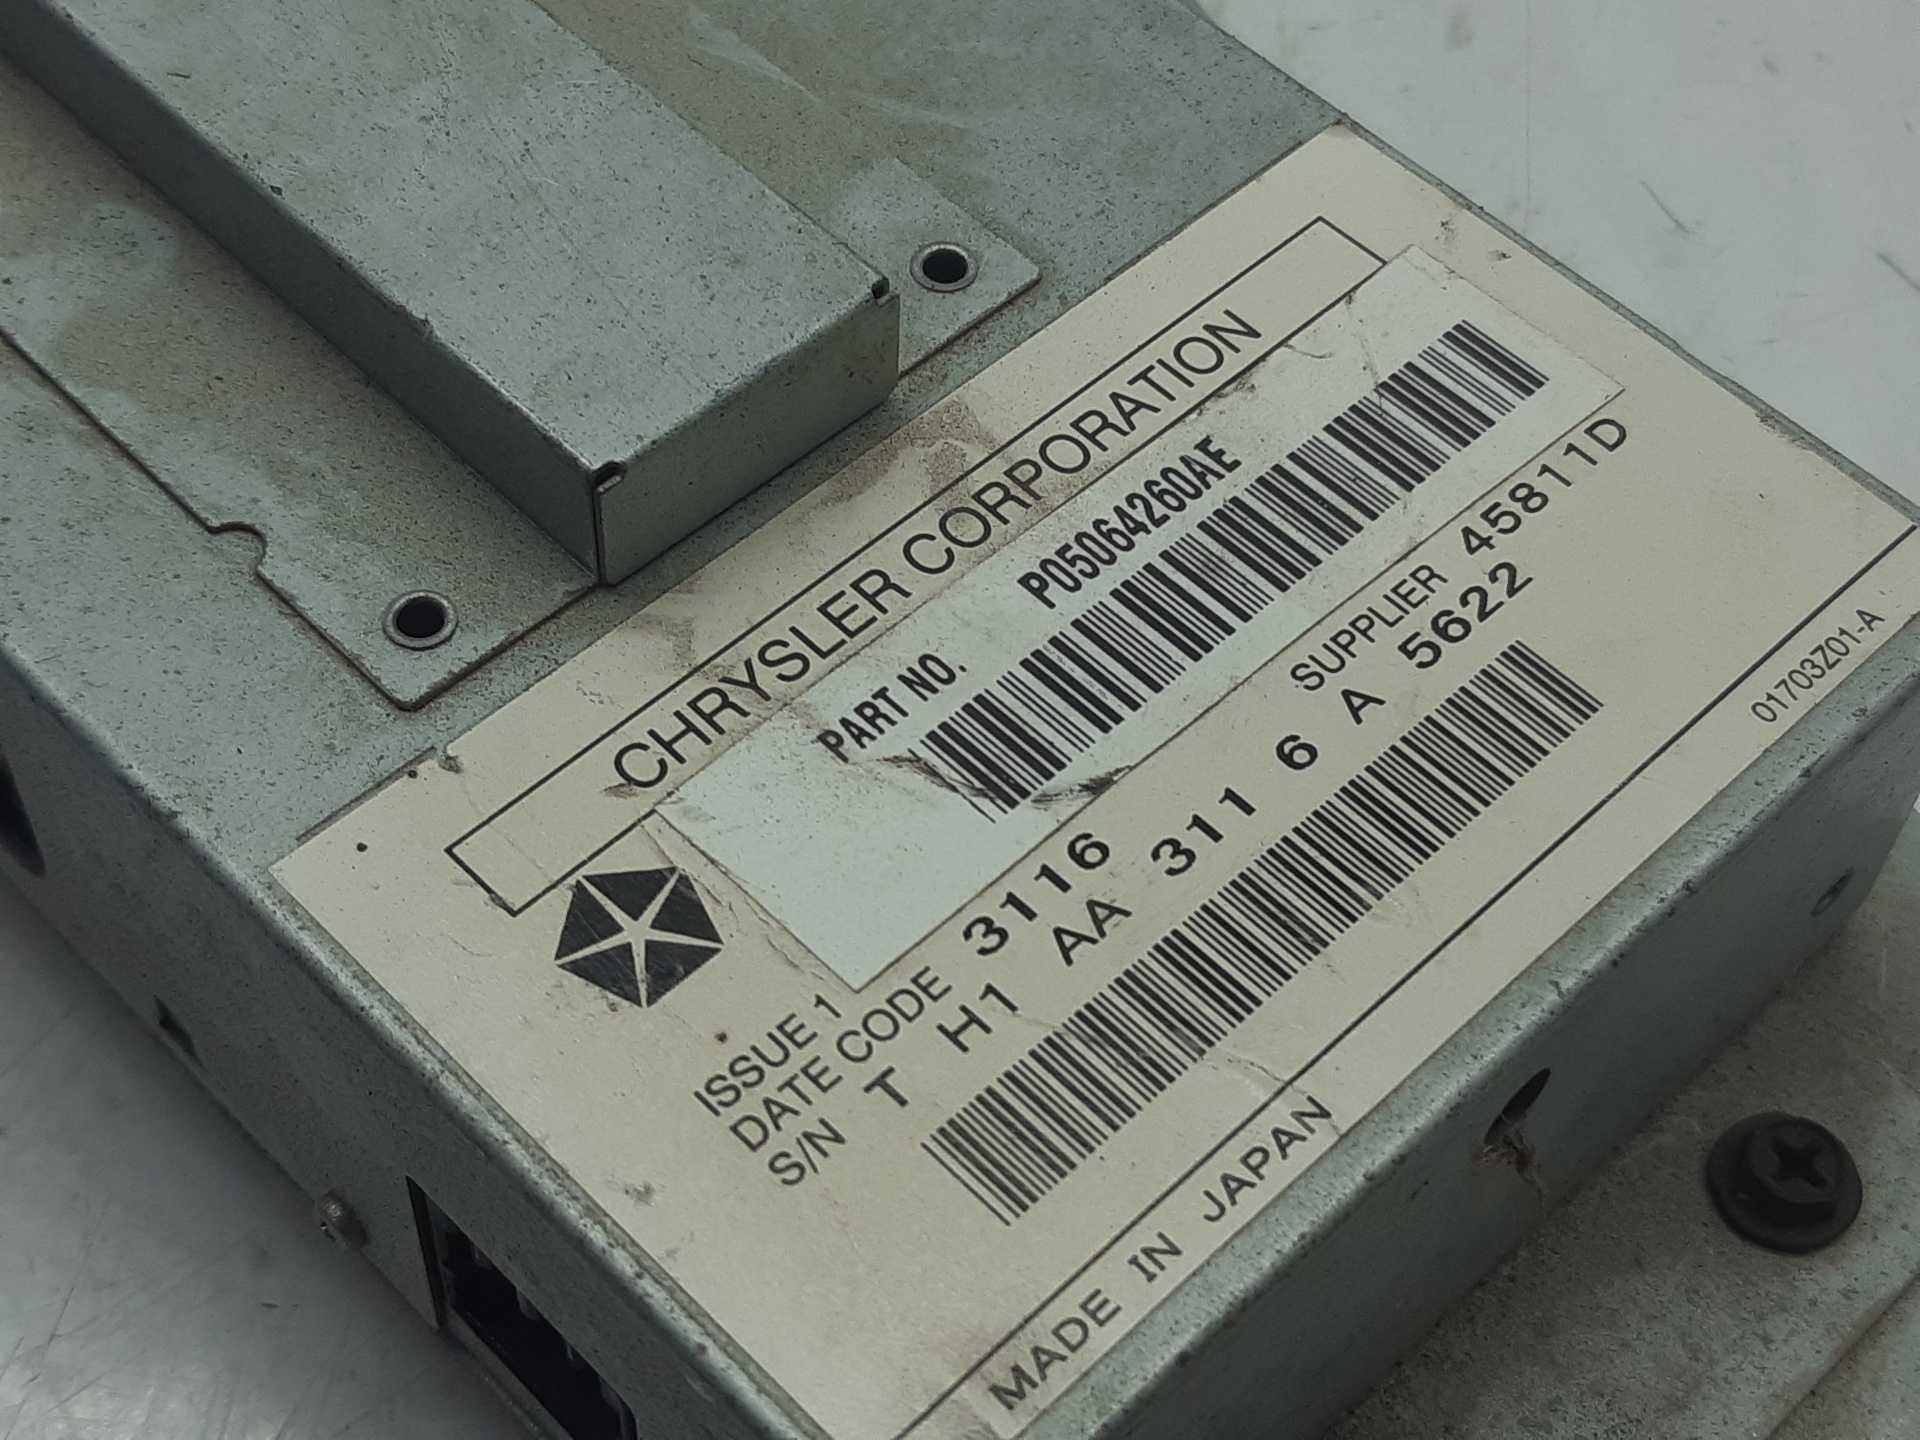 CHRYSLER CORPORATION
PART NO. P05064260AE
ISSUE 1 SUPPLIER 45811D
DATE CODE 3116
S/N T H1 AA 311 6 A 5622
MADE IN JAPAN
01703Z01-A